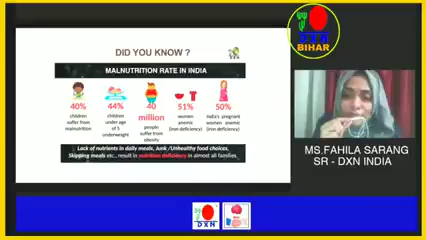 DXN
BIHAR
DID YOU KNOW ?
DXN
MALNUTRITION RATE IN INDIA
40%
children
suffer from
malnutrition
44%
children
under age
of 5
underweight
40
million
people
suffer from
obesity
51%
women
anemic
(iron deficiency)
50%
India's pregnant
women anemic
(iron deficiency)
Lack of nutrients in daily meals, Junk /Unhealthy food choices,
Skipping meals etc., result in nutrition deficiency in almost all families
MS.FAHILA SARANG
SR - DXN INDIA
DXN